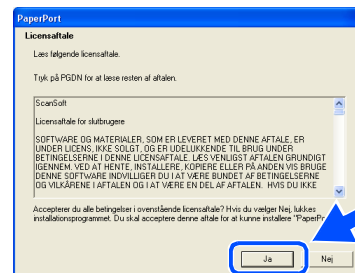 PaperPort
Licensaftale
Læs følgende licensaftale.
Tryk på PGDN for at læse resten af aftalen.
ScanSoft
Licensaftale for slutbrugere
SOFTWARE OG MATERIALER, SOM ER LEVERET MED DENNE AFTALE, ER
UNDER LICENS, IKKE SOLGT, OG ER UDELUKKENDE TIL BRUG UNDER
BETINGELSERNE I DENNE LICENSAFTALE. LÆS VENLIGST AFTALEN GRUNDIGT
IGENNEM. VED AT HENTE, INSTALLERE, KOPIERE ELLER PÅ ANDEN VIS BRUGE
DENNE SOFTWARE INDVILLIGER DU I AT VÆRE BUNDET AF BETINGELSERNE
OG VILKÅRENE I AFTALEN OG I AT VÆRE EN DEL AF AFTALEN. HVIS DU IKKE
Accepterer du alle betingelser i ovenstående licensaftale? Hvis du vælger Nej, lukkes
installationsprogrammet. Du skal acceptere denne aftale for at kunne installere "PaperPo
Ja
Nej